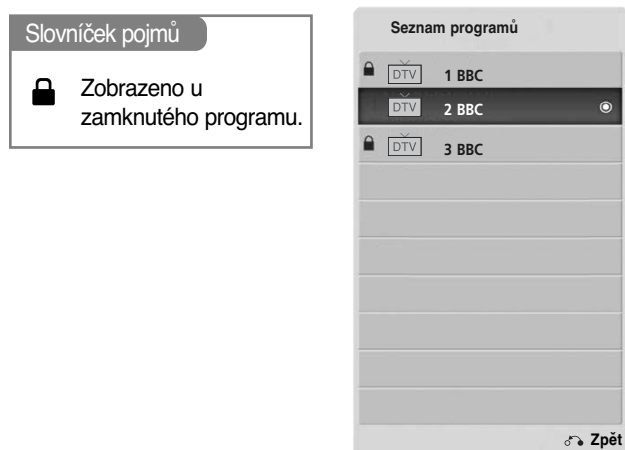 Slovníček pojmů
Zobrazeno u
zamknutého programu.
Seznam programů
DTV 1 BBC
DTV 2 BBC
DTV 3 BBC
Zpět